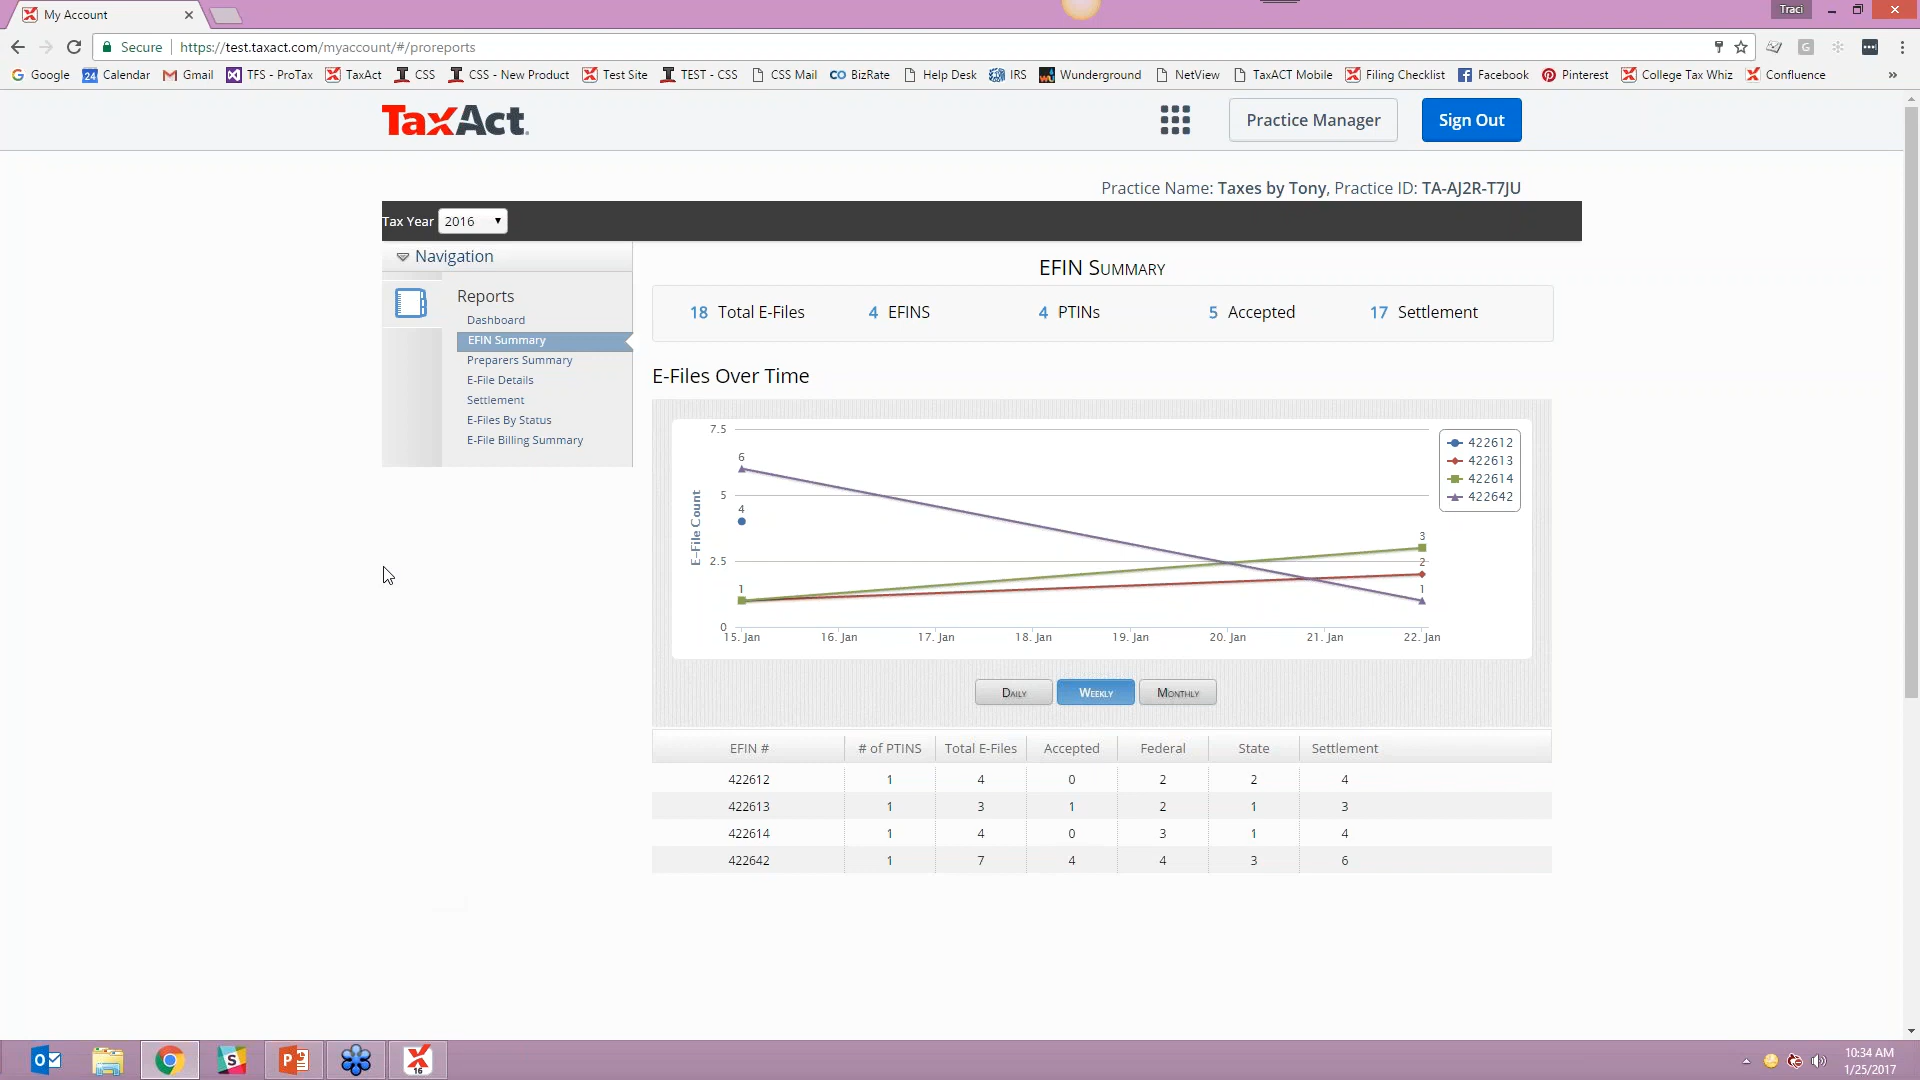 My Account
Traci
Secure https://test.taxact.com/myaccount/#/proreports
Google 24 Calendar Gmail TFS - ProTax TaxAct CSS CSS - New Product Test Site TEST - CSS CSS Mail CO BizRate Help Desk IRS Wunderground NetView TaxACT Mobile Filing Checklist Facebook Pinterest College Tax Whiz Confluence »
TaxAct.
Practice Manager
Sign Out
Practice Name: Taxes by Tony, Practice ID: TA-AJ2R-T7JU
Tax Year 2016
Navigation
Reports
Dashboard
EFIN Summary
Preparers Summary
E-File Details
Settlement
E-Files By Status
E-File Billing Summary
EFIN Summary
18 Total E-Files 4 EFINS 4 PTINs 5 Accepted 17 Settlement
E-Files Over Time
E-File Count
7.5
5
2.5
0
6
4
1
3
2
1
15. Jan 16. Jan 17. Jan 18. Jan 19. Jan 20. Jan 21. Jan 22. Jan
422612
422613
422614
422642
Daily Weekly Monthly
EFIN # # of PTINS Total E-Files Accepted Federal State Settlement
422612 1 4 0 2 2 4
422613 1 3 1 2 1 3
422614 1 4 0 3 1 4
422642 1 7 4 4 3 6
16
10:34 AM
1/25/2017